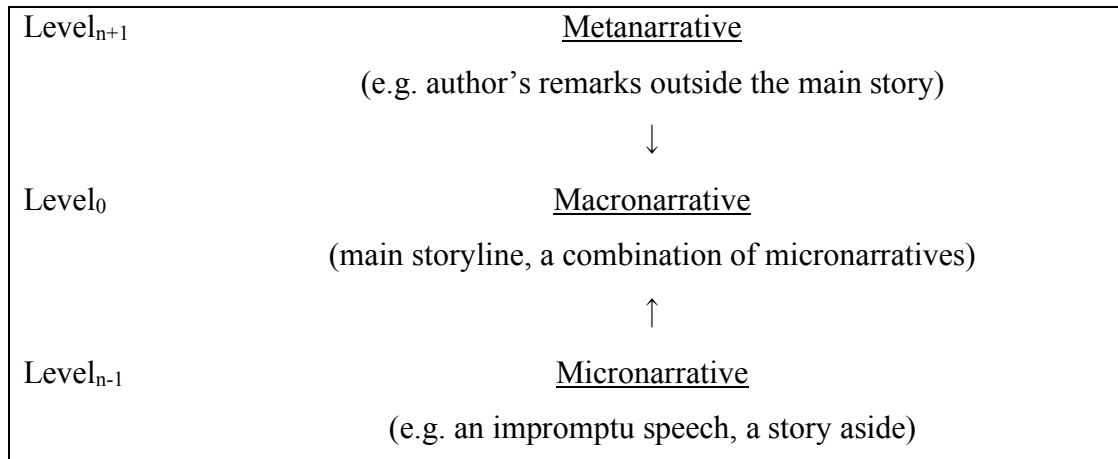 Levelₙ₊₁ Metanarrative
(e.g. author’s remarks outside the main story)
↓
Level₀ Macronarrative
(main storyline, a combination of micronarratives)
↑
Levelₙ₋₁ Micronarrative
(e.g. an impromptu speech, a story aside)